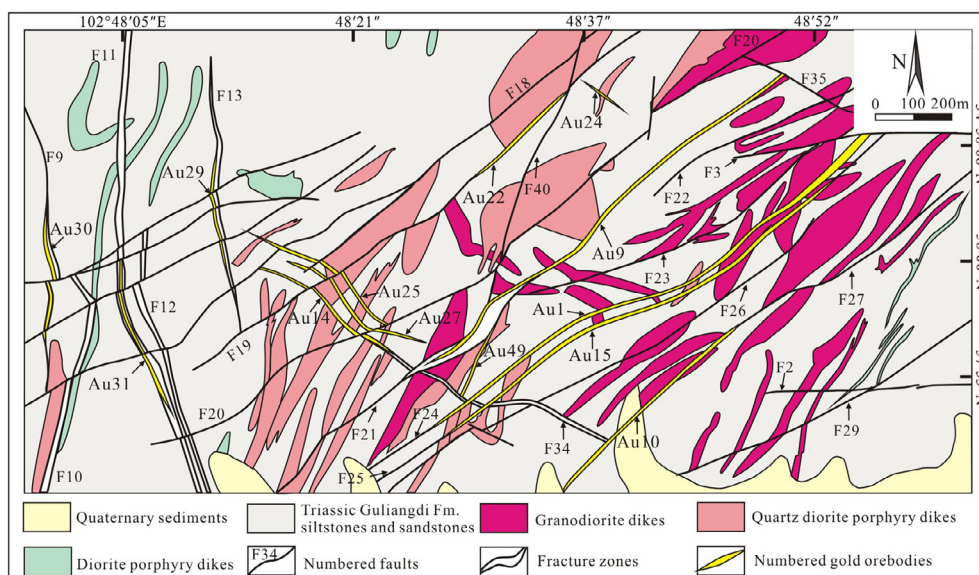 102°48′05″ 48′21″ 48′37″ 48′52″
F11
F20
N
F18
F35
F13
0 100 200m
Au24
F9
F3
Au29
F40
Au22
F22
Au30
Au9
F23
Au25
F12
Au1
F27
Au14
Au27
F26
Au15
Au49
F19
Au31
F2
F20
F24
F21
F29
F34
Au10
F25
F10
Quaternary sediments
Triassic Guliangdi Fm.
siltstones and sandstones
Granodiorite dikes
Quartz diorite porphyry dikes
Diorite porphyry dikes
F34
Numbered faults
Fracture zones
Numbered gold orebodies